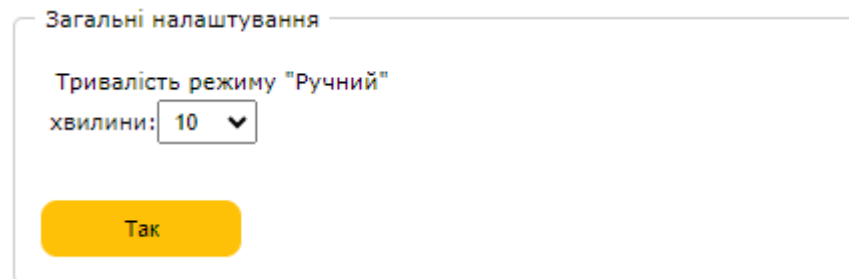 Загальні налаштування
Тривалість режиму "Ручний"
хвилини: 10
Так